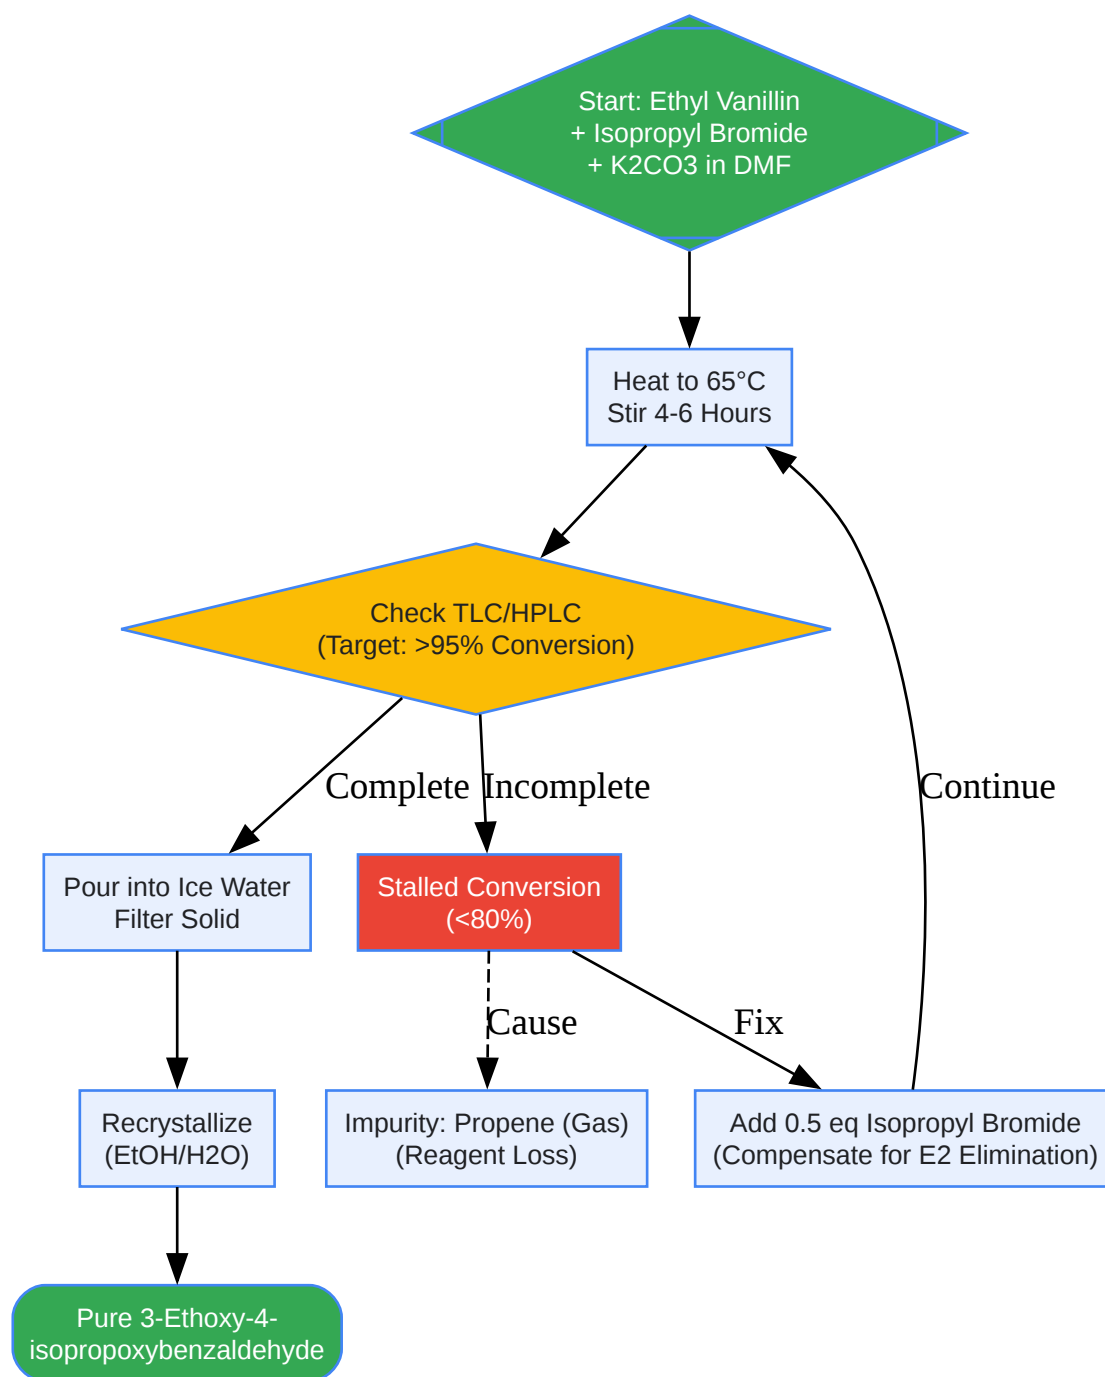 Start: Ethyl Vanillin
+ Isopropyl Bromide
+ K2CO3 in DMF
Heat to 65°C
Stir 4-6 Hours
Check TLC/HPLC
(Target: >95% Conversion)
Complete
Incomplete
Continue
Pour into Ice Water
Filter Solid
Stalled Conversion
(<80%)
Cause
Fix
Recrystallize
(EtOH/H2O)
Impurity: Propene (Gas)
(Reagent Loss)
Add 0.5 eq Isopropyl Bromide
(Compensate for E2 Elimination)
Pure 3-Ethoxy-4-
isopropoxybenzaldehyde